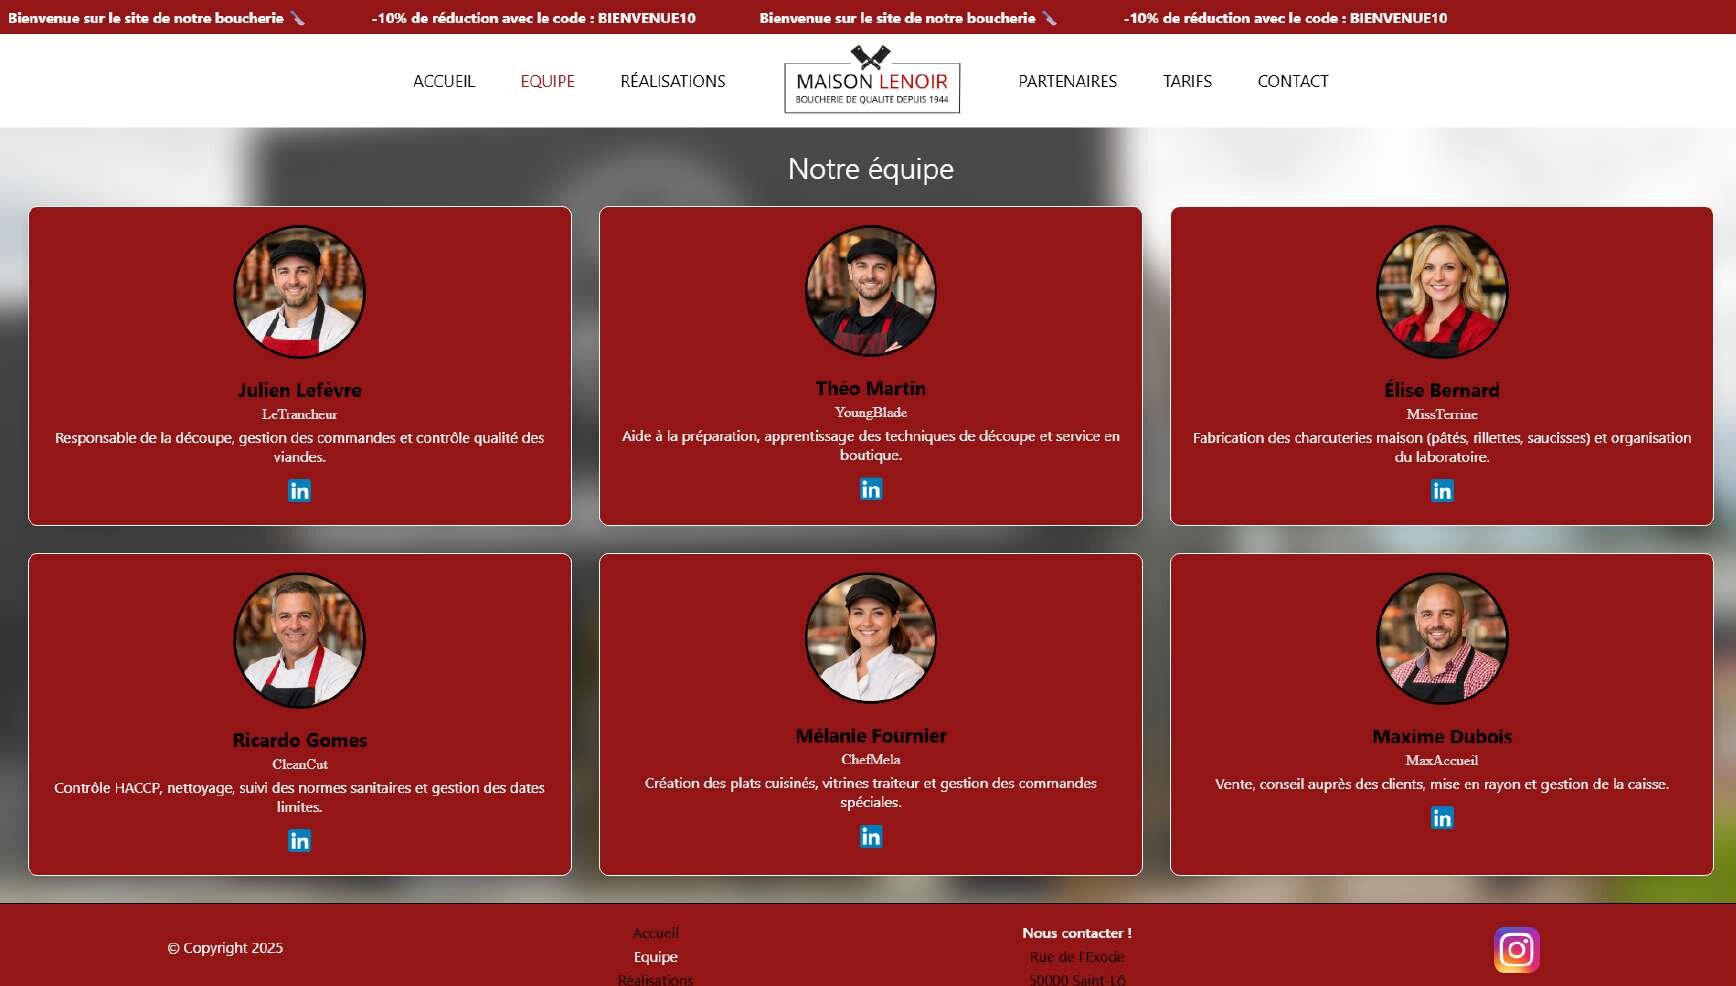 Bienvenue sur le site de notre boucherie 🔪 -10% de réduction avec le code : BIENVENUE10 Bienvenue sur le site de notre boucherie 🔪 -10% de réduction avec le code : BIENVENUE10
ACCUEIL EQUIPE RÉALISATIONS
MAISON LENOIR
BOUCHERIE DE QUALITÉ DEPUIS 1944
PARTENAIRES TARIFS CONTACT
Notre équipe
Julien Lefèvre
LeTrancheur
Responsable de la découpe, gestion des commandes et contrôle qualité des
viandes.
in
Théo Martin
YoungBlade
Aide à la préparation, apprentissage des techniques de découpe et service en
boutique.
in
Élise Bernard
MissTerrine
Fabrication des charcuteries maison (pâtés, rillettes, saucisses) et organisation
du laboratoire.
in
Ricardo Gomes
CleanCut
Contrôle HACCP, nettoyage, suivi des normes sanitaires et gestion des dates
limites.
in
Mélanie Fournier
ChefMela
Création des plats cuisinés, vitrines traiteur et gestion des commandes
spéciales.
in
Maxime Dubois
MaxAccueil
Vente, conseil auprès des clients, mise en rayon et gestion de la caisse.
in
© Copyright 2025
Accueil
Equipe
Réalisations
Nous contacter !
Rue de l'Exode
50000 Saint-Lô